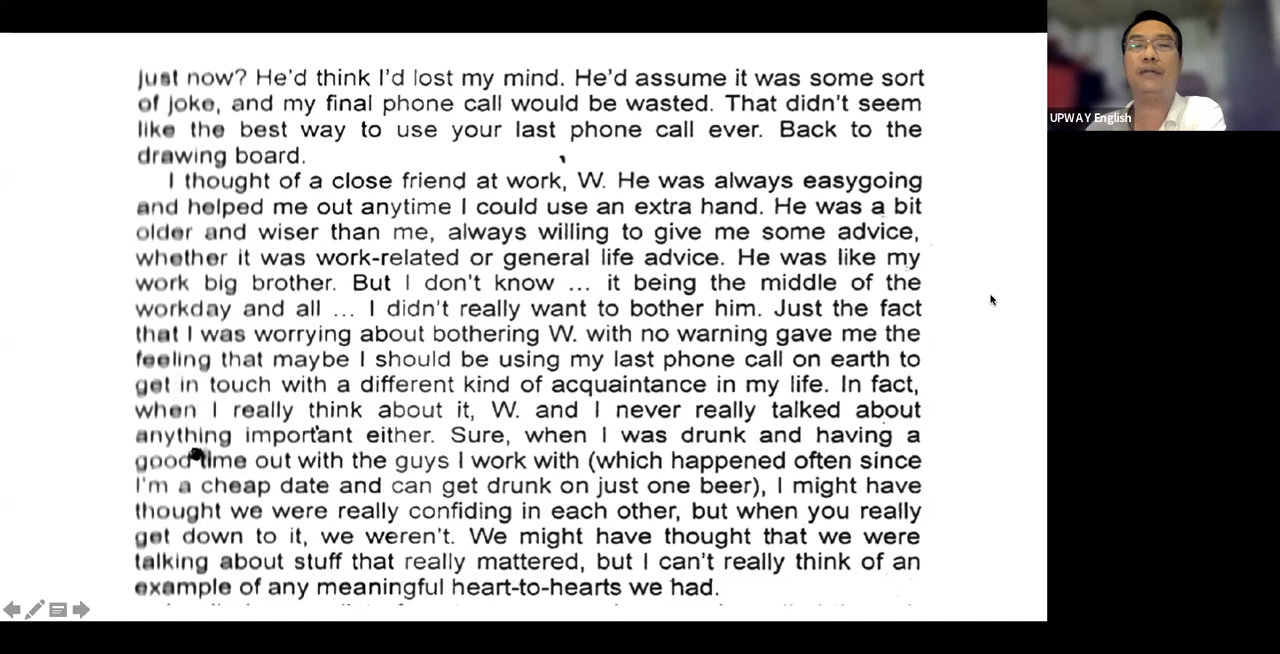 just now? He'd think I'd lost my mind. He'd assume it was some sort
of joke, and my final phone call would be wasted. That didn't seem
like the best way to use your last phone call ever. Back to the
drawing board.
I thought of a close friend at work, W. He was always easygoing
and helped me out anytime I could use an extra hand. He was a bit
older and wiser than me, always willing to give me some advice,
whether it was work-related or general life advice. He was like my
work big brother. But I don't know ... it being the middle of the
workday and all ... I didn't really want to bother him. Just the fact
that I was worrying about bothering W. with no warning gave me the
feeling that maybe I should be using my last phone call on earth to
get in touch with a different kind of acquaintance in my life. In fact,
when I really think about it, W. and I never really talked about
anything important either. Sure, when I was drunk and having a
good time out with the guys I work with (which happened often since
I'm a cheap date and can get drunk on just one beer), I might have
thought we were really confiding in each other, but when you really
get down to it, we weren't. We might have thought that we were
talking about stuff that really mattered, but I can't really think of an
example of any meaningful heart-to-hearts we had.
UPWAY English